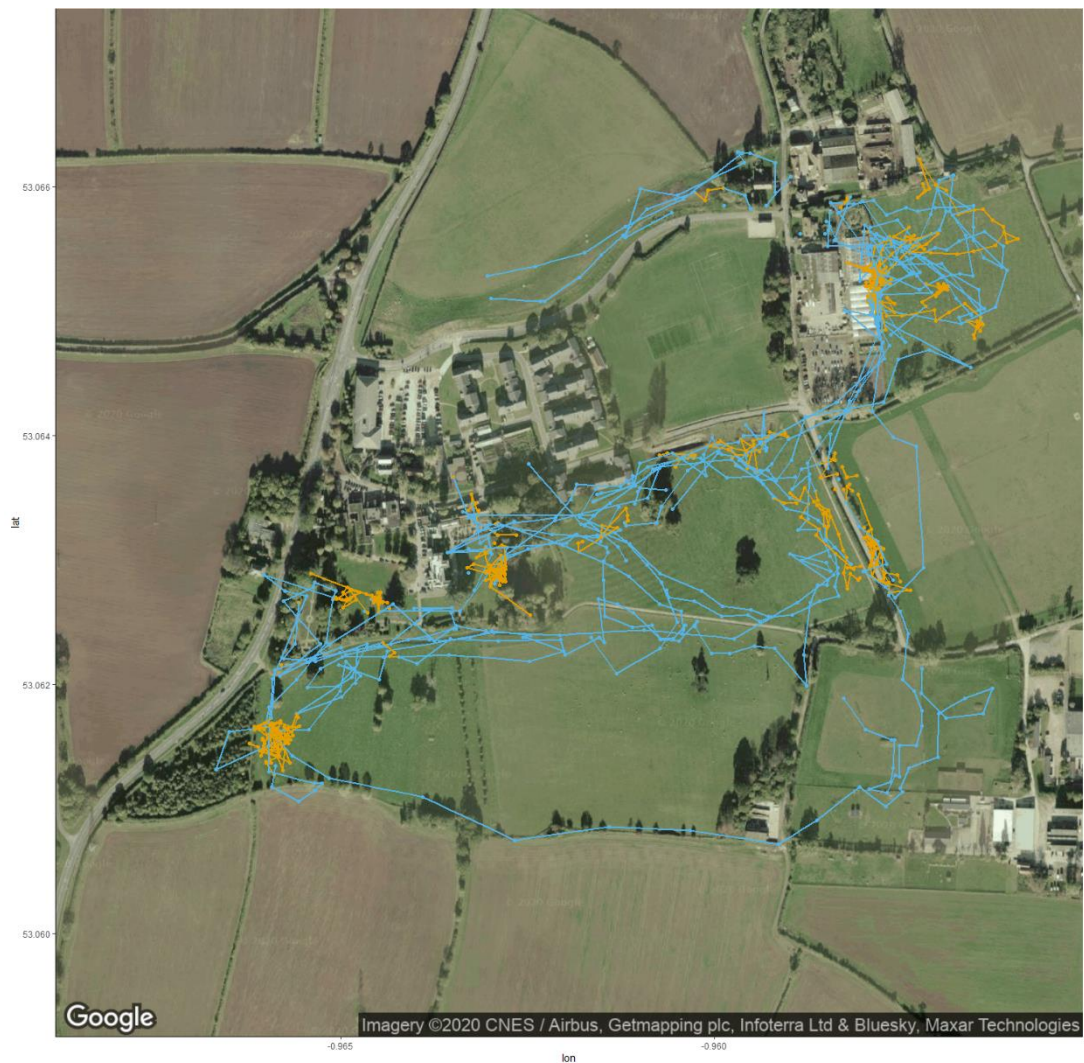 53.066
53.064
lat
53.062
53.060
Google
Imagery ©2020 CNES / Airbus, Getmapping plc, Infoterra Ltd & Bluesky, Maxar Technologies
-0.965
-0.960
lon